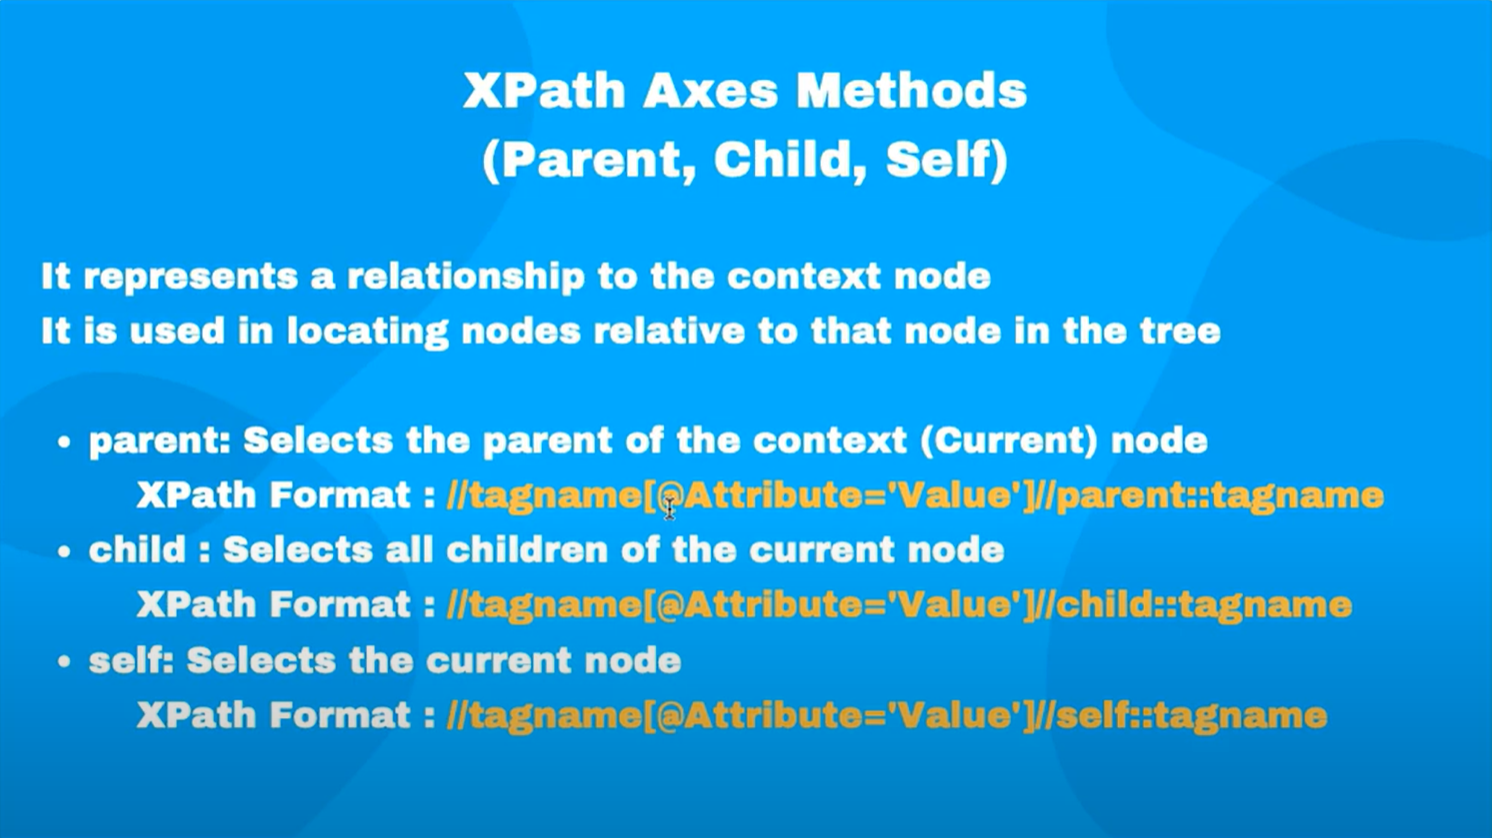 XPath Axes Methods
(Parent, Child, Self)
It represents a relationship to the context node
It is used in locating nodes relative to that node in the tree
• parent: Selects the parent of the context (Current) node
XPath Format : //tagname[@Attribute='Value']//parent::tagname
• child : Selects all children of the current node
XPath Format : //tagname[@Attribute='Value']//child::tagname
• self: Selects the current node
XPath Format : //tagname[@Attribute='Value']//self::tagname